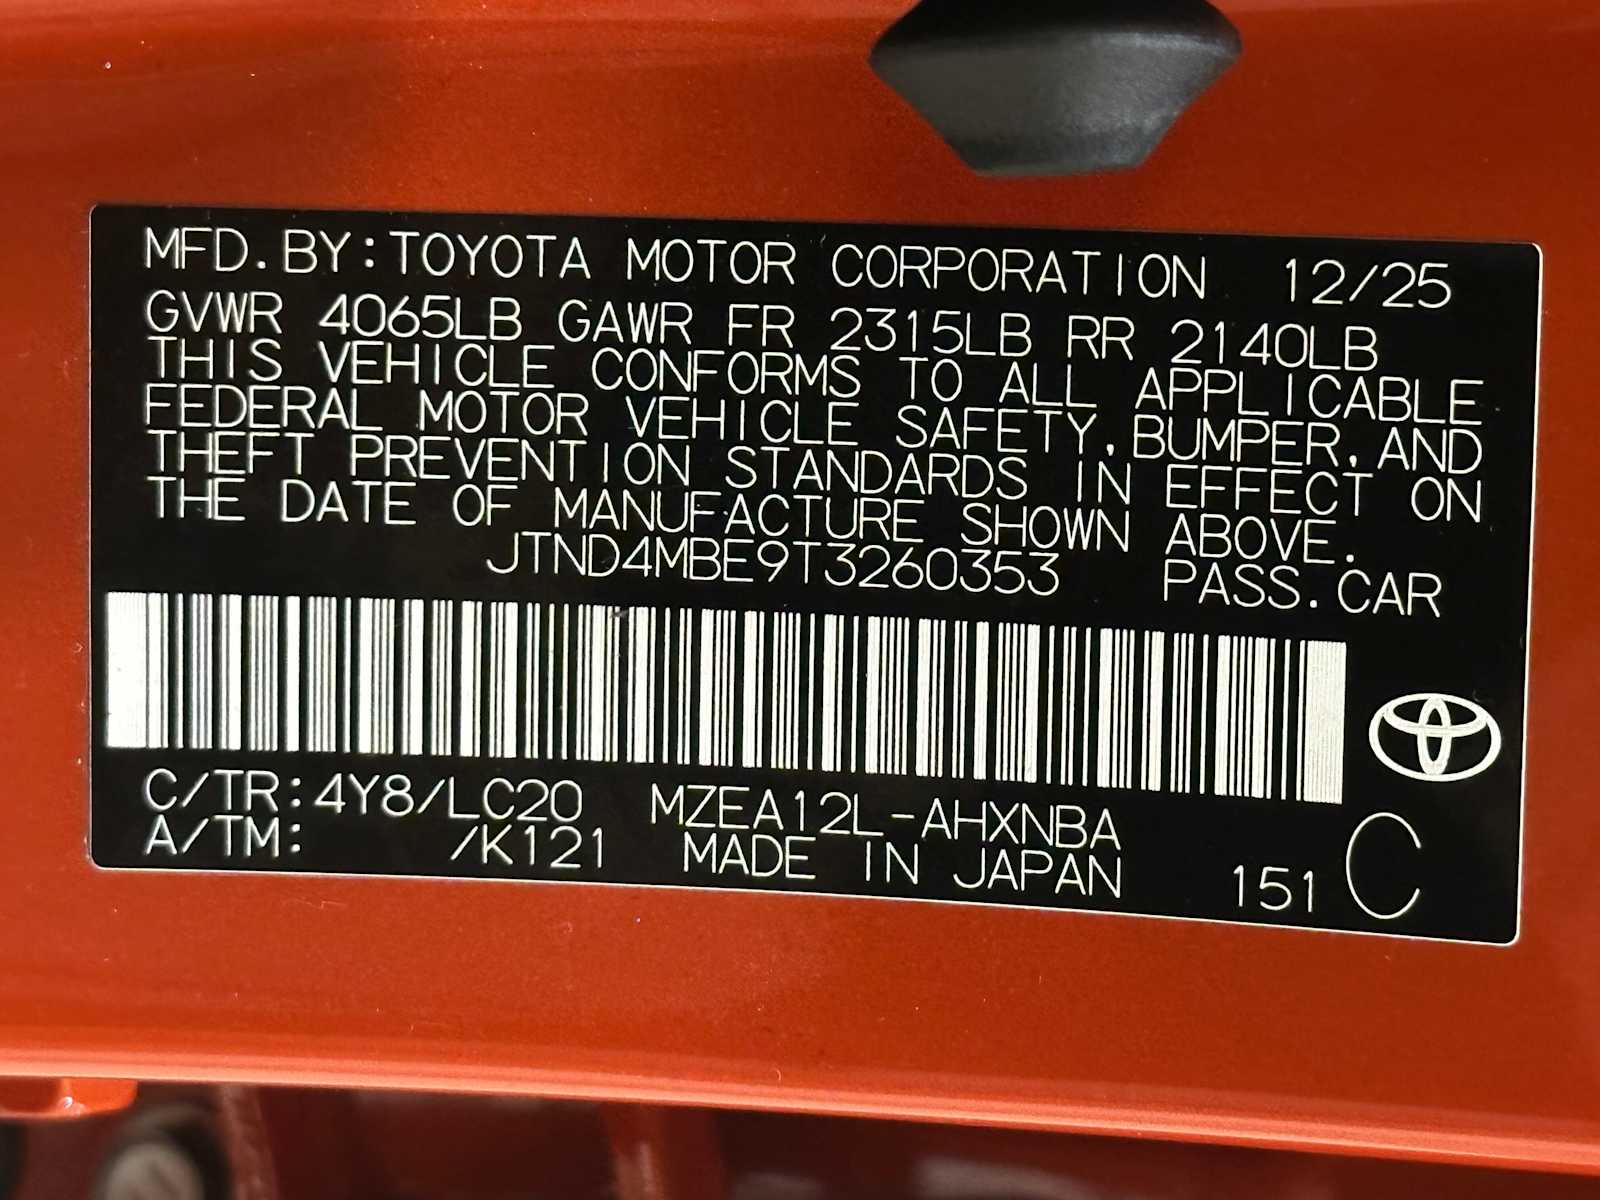 MFD. BY: TOYOTA MOTOR CORPORATION 12/25
GVWR 4065LB GAWR FR 2315LB RR 2140LB
THIS VEHICLE CONFORMS TO ALL APPLICABLE
FEDERAL MOTOR VEHICLE SAFETY, BUMPER, AND
THEFT PREVENTION STANDARDS IN EFFECT ON
THE DATE OF MANUFACTURE SHOWN ABOVE.
JTND4MBE9T3260353 PASS. CAR
C/TR: 4Y8/LC20 MZEA12L-AHXNBA
A/TM: /K121 MADE IN JAPAN 151 C